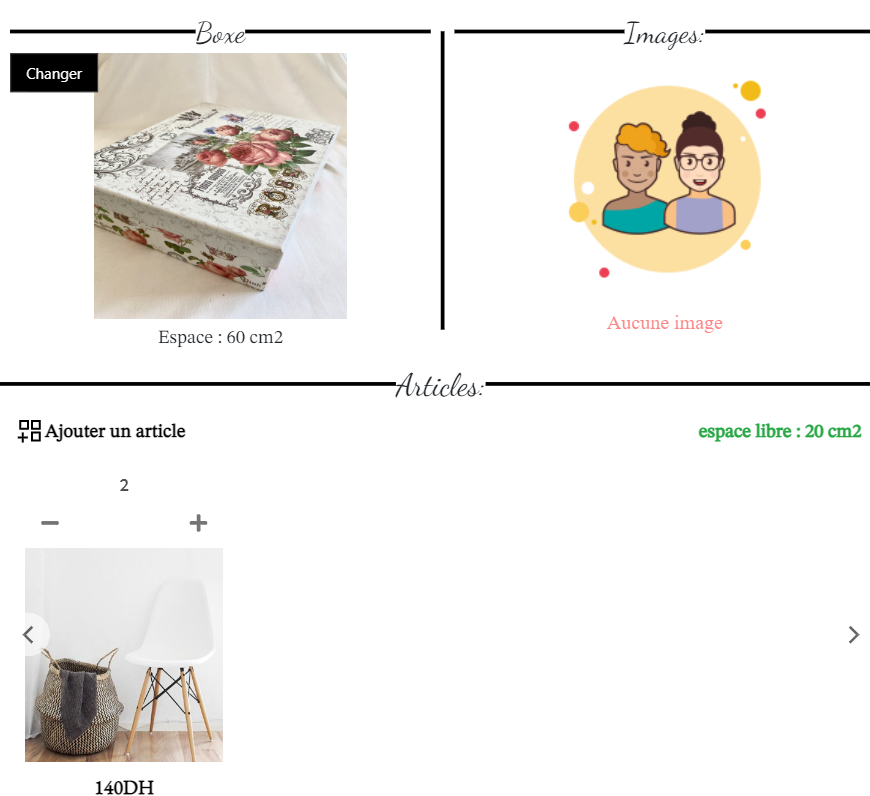 Boxe
Images:
Changer
Espace : 60 cm2
Aucune image
Articles:
Ajouter un article
espace libre : 20 cm2
2
140DH